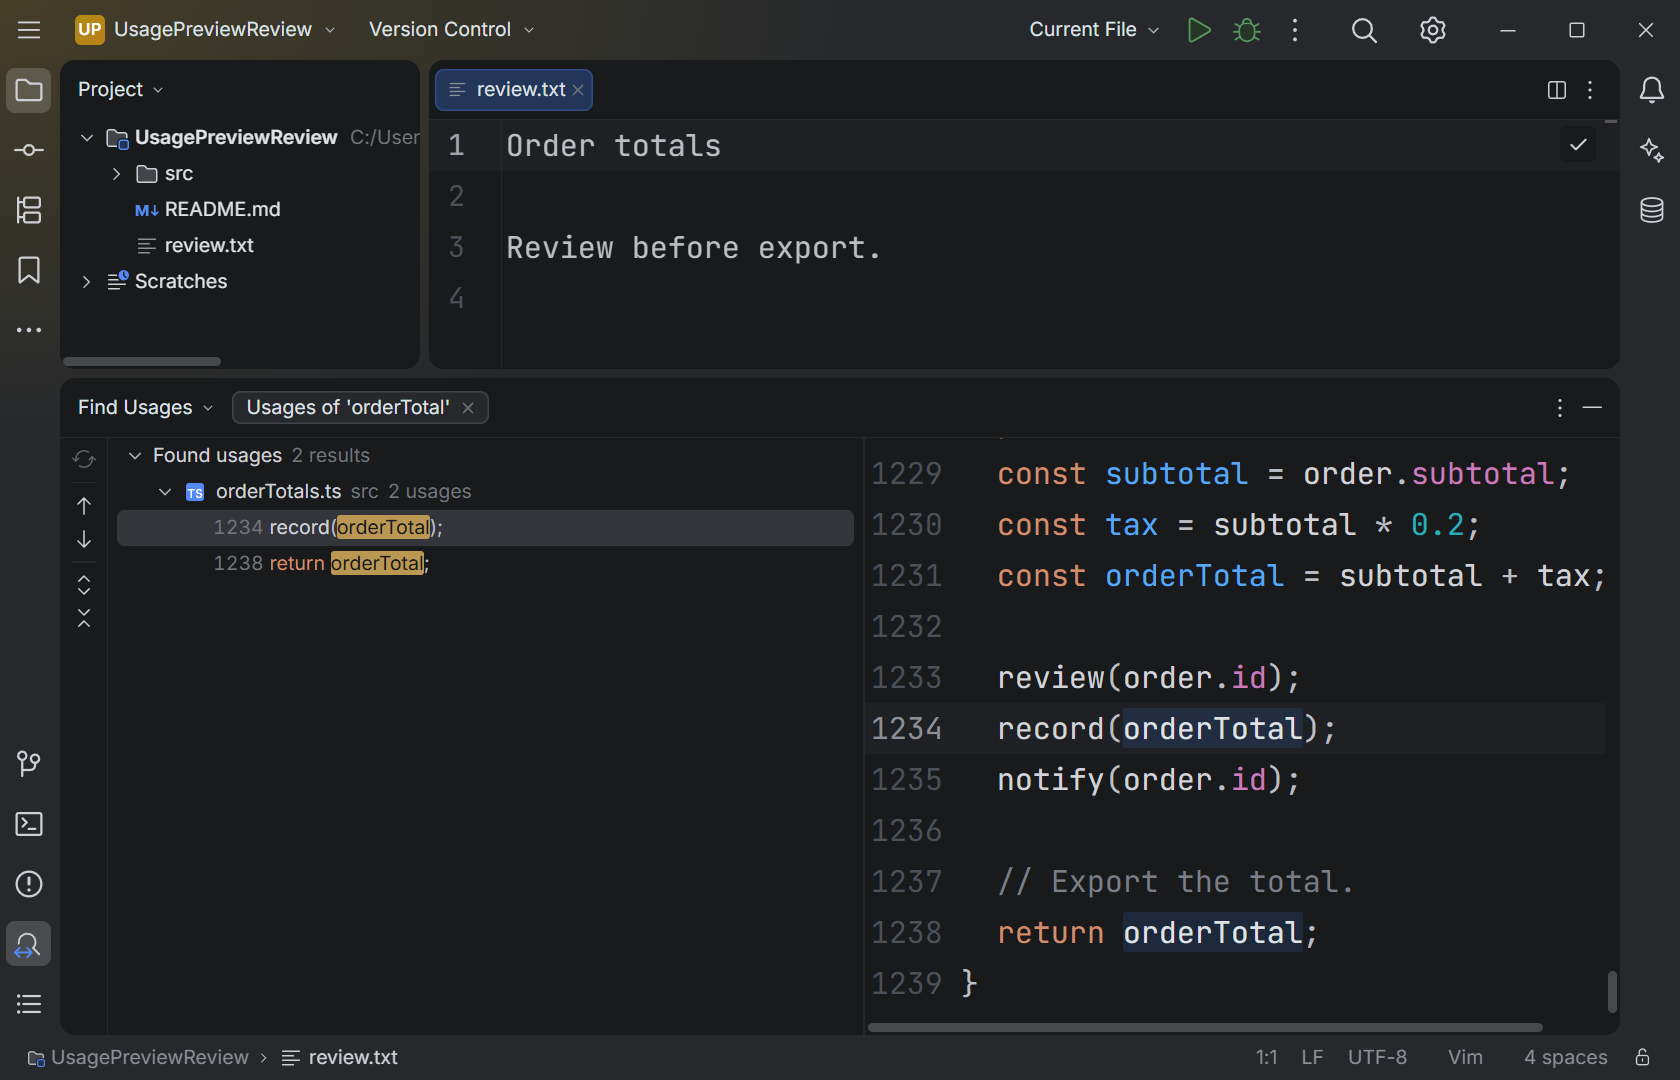 UP UsagePreviewReview Version Control Current File
Project
review.txt
UsagePreviewReview C:/User
src
M↓ README.md
review.txt
Scratches
1 Order totals
2
3 Review before export.
4
Find Usages Usages of 'orderTotal'
Found usages 2 results
TS orderTotals.ts src 2 usages
1234 record(orderTotal);
1238 return orderTotal;
1229 const subtotal = order.subtotal;
1230 const tax = subtotal * 0.2;
1231 const orderTotal = subtotal + tax;
1232
1233 review(order.id);
1234 record(orderTotal);
1235 notify(order.id);
1236
1237 // Export the total.
1238 return orderTotal;
1239 }
UsagePreviewReview › review.txt 1:1 LF UTF-8 Vim 4 spaces